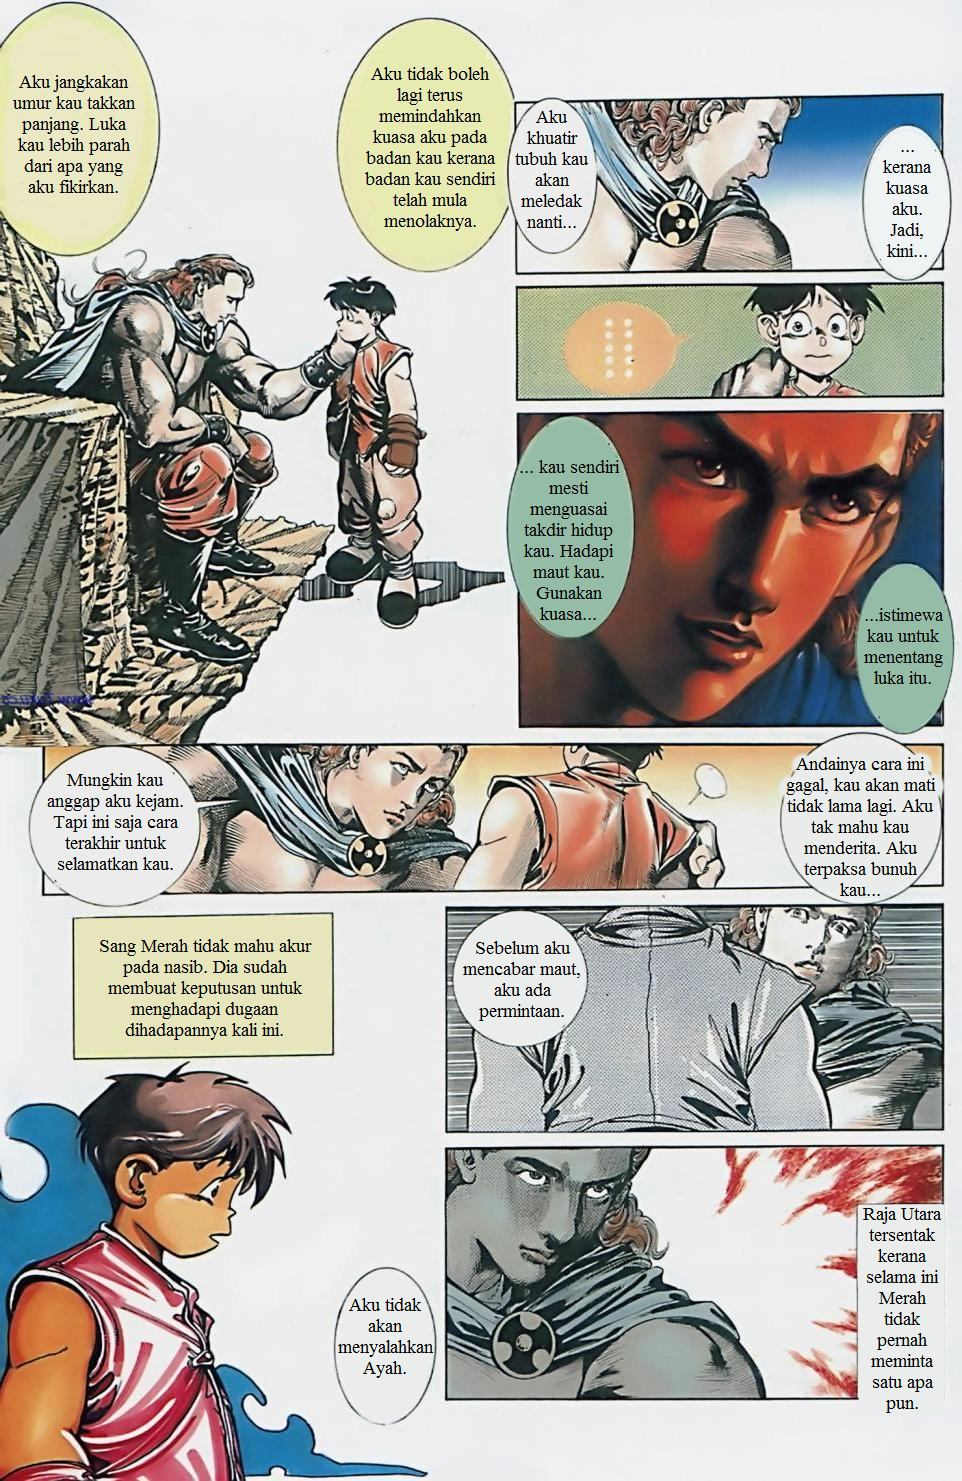 Aku jangkakan
umur kau takkan
panjang. Luka
kau lebih parah
dari apa yang
aku fikirkan.
Aku tidak boleh
lagi terus
memindahkan
kuasa aku pada
badan kau kerana
badan kau sendiri
telah mula
menolaknya.
Aku
khuatir
tubuh kau
akan
meledak
nanti...
...
kerana
kuasa
aku.
Jadi,
kini...
... kau sendiri
mesti
menguasai
takdir hidup
kau. Hadapi
maut kau.
Gunakan
kuasa...
...istimewa
kau untuk
menentang
luka itu.
Mungkin kau
anggap aku kejam.
Tapi ini saja cara
terakhir untuk
selamatkan kau.
Andainya cara ini
gagal, kau akan mati
tidak lama lagi. Aku
tak mahu kau
menderita. Aku
terpaksa bunuh
kau...
Sang Merah tidak mahu akur
pada nasib. Dia sudah
membuat keputusan untuk
menghadapi dugaan
dihadapannya kali ini.
Sebelum aku
mencabar maut,
aku ada
permintaan.
Aku tidak
akan
menyalahkan
Ayah.
Raja Utara
tersentak
kerana
selama ini
Merah
tidak
pernah
meminta
satu apa
pun.